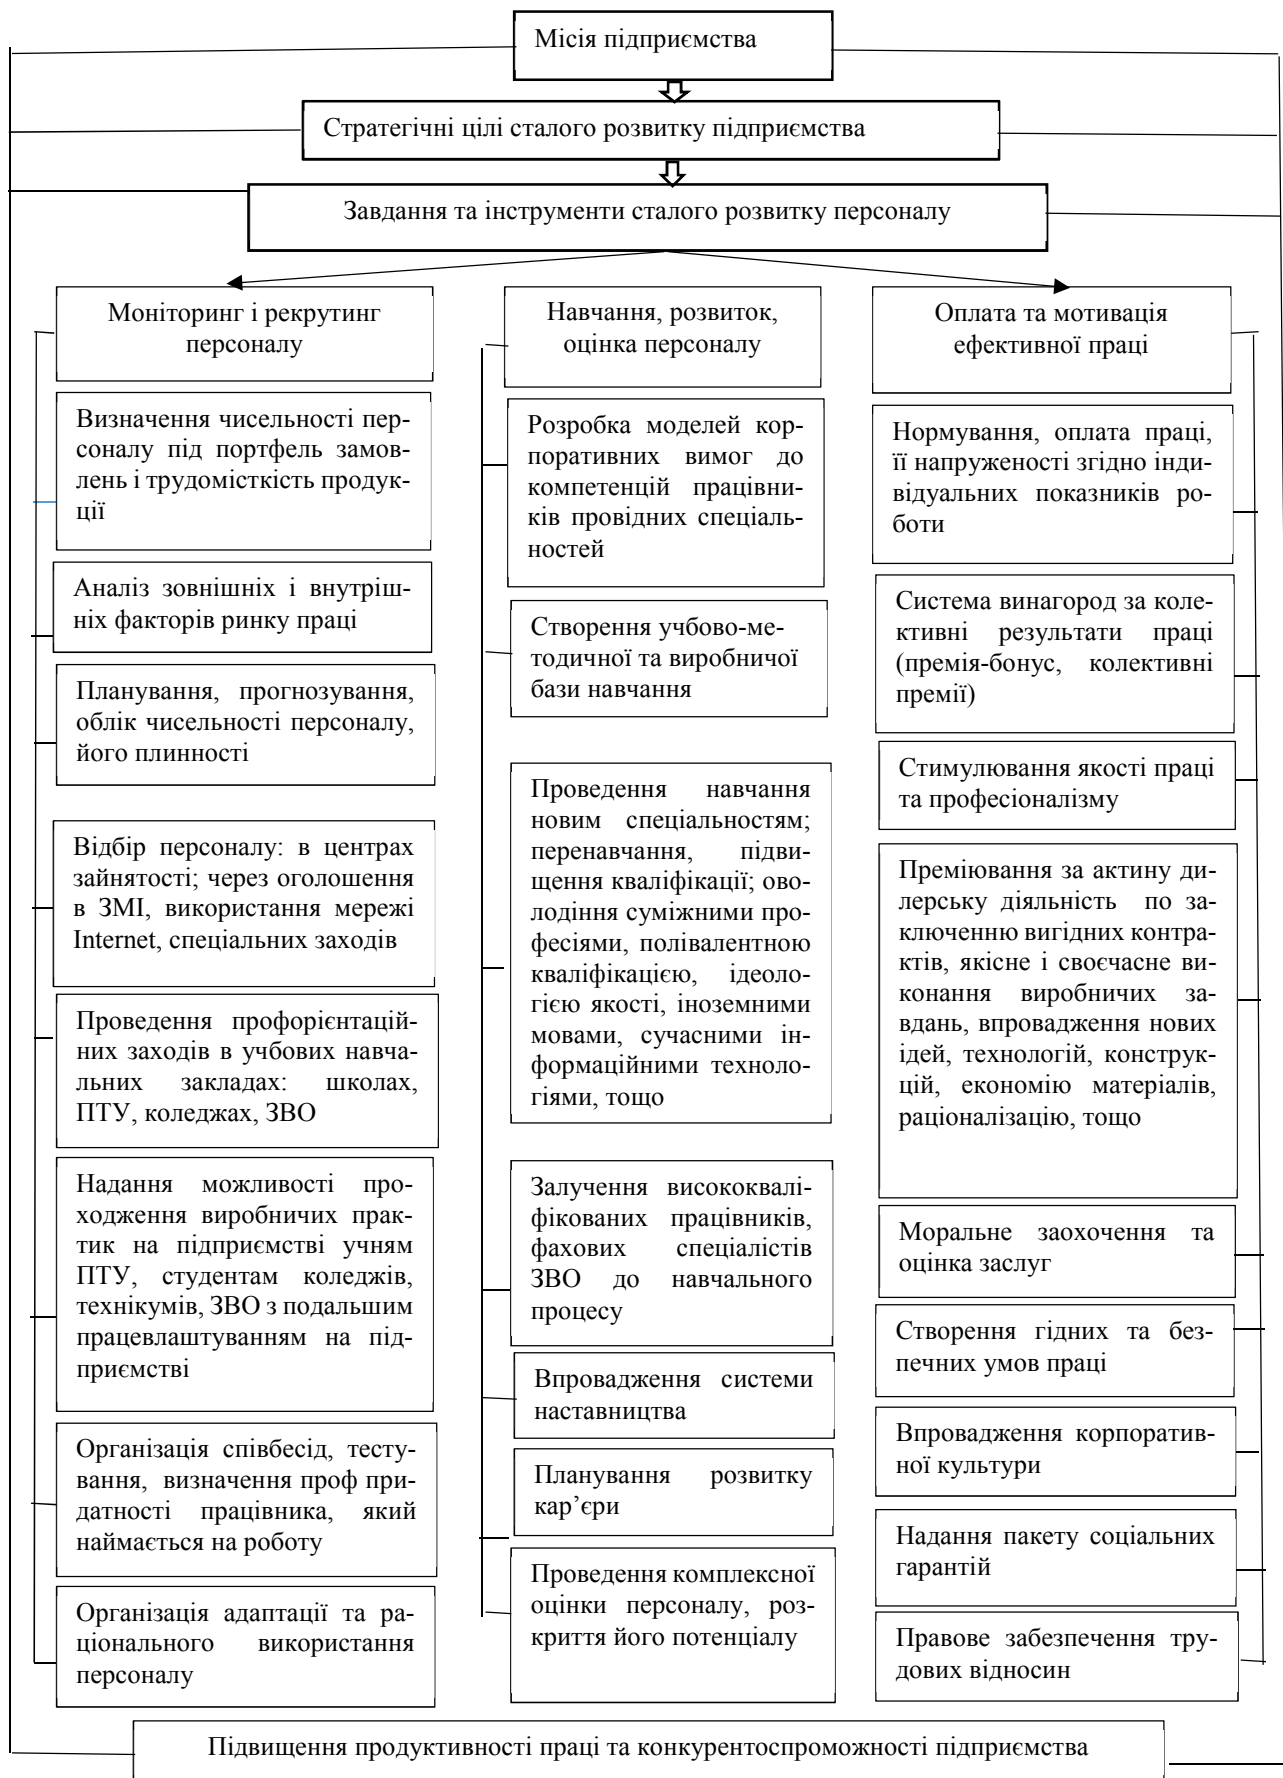 Місія підприємства
Стратегічні цілі сталого розвитку підприємства
Завдання та інструменти сталого розвитку персоналу
Моніторинг і рекрутинг
персоналу
Визначення чисельності пер-
соналу під портфель замов-
лень і трудомісткість продук-
ції
Аналіз зовнішніх і внутріш-
ніх факторів ринку праці
Планування, прогнозування,
облік чисельності персоналу,
його плинності
Відбір персоналу: в центрах
зайнятості; через оголошення
в ЗМІ, використання мережі
Internet, спеціальних заходів
Проведення профорієнтацій-
них заходів в учбових навча-
льних закладах: школах,
ПТУ, коледжах, ЗВО
Надання можливості про-
ходження виробничих прак-
тик на підприємстві учням
ПТУ, студентам коледжів,
технікумів, ЗВО з подальшим
працевлаштуванням на під-
приємстві
Організація співбесід, тесту-
вання, визначення проф при-
датності працівника, який
наймається на роботу
Організація адаптації та ра-
ціонального використання
персоналу
Навчання, розвиток,
оцінка персоналу
Розробка моделей кор-
поративних вимог до
компетенцій працівни-
ків провідних спеціаль-
ностей
Створення учбово-ме-
тодичної та виробничої
бази навчання
Проведення навчання
новим спеціальностям;
перенавчання, підви-
щення кваліфікації; ово-
лодіння суміжними про-
фесіями, полівалентною
кваліфікацією, ідеоло-
гією якості, іноземними
мовами, сучасними ін-
формаційними техноло-
гіями, тощо
Залучення висококвалі-
фікованих працівників,
фахових спеціалістів
ЗВО до навчального
процесу
Впровадження системи
наставництва
Планування розвитку
кар’єри
Проведення комплексної
оцінки персоналу, роз-
криття його потенціалу
Оплата та мотивація
ефективної праці
Нормування, оплата праці,
її напруженості згідно інди-
відуальних показників ро-
боти
Система винагород за коле-
ктивні результати праці
(премія-бонус, колективні
премії)
Стимулювання якості праці
та професіоналізму
Преміювання за актину ди-
лерську діяльність по за-
ключенню вигідних контра-
ктів, якісне і своєчасне ви-
конання виробничих за-
вдань, впровадження нових
ідей, технологій, конструк-
цій, економію матеріалів,
раціоналізацію, тощо
Моральне заохочення та
оцінка заслуг
Створення гідних та без-
печних умов праці
Впровадження корпоратив-
ної культури
Надання пакету соціальних
гарантій
Правове забезпечення тру-
дових відносин
Підвищення продуктивності праці та конкурентоспроможності підприємства